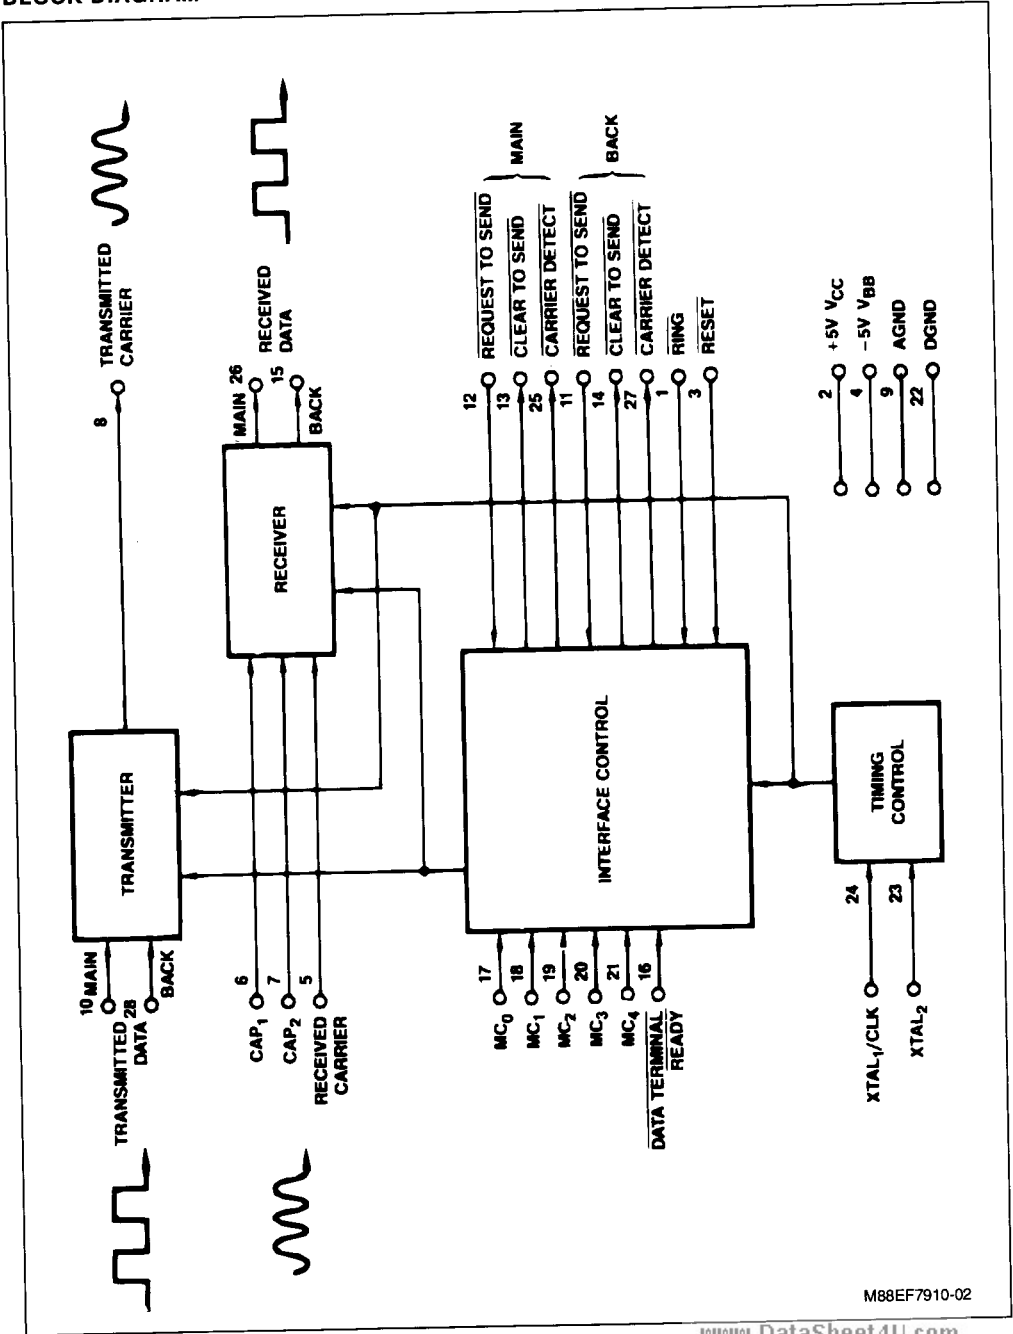 BLOCK DIAGRAM
TRANSMITTED
DATA
10 MAIN
28
BACK
TRANSMITTER
8
TRANSMITTED
CARRIER
CAP1
6
CAP2
7
RECEIVED
CARRIER
5
RECEIVER
MAIN 26
15
BACK
RECEIVED
DATA
MC0
17
MC1
18
MC2
19
MC3
20
MC4
21
DATA TERMINAL
READY
16
INTERFACE CONTROL
12
REQUEST TO SEND
13
CLEAR TO SEND
25
CARRIER DETECT
MAIN
11
REQUEST TO SEND
14
CLEAR TO SEND
27
CARRIER DETECT
BACK
1
RING
3
RESET
XTAL1/CLK
24
XTAL2
23
TIMING
CONTROL
2
+5V VCC
4
-5V VBB
9
AGND
22
DGND
M88EF7910-02
www.DataSheet4U.com